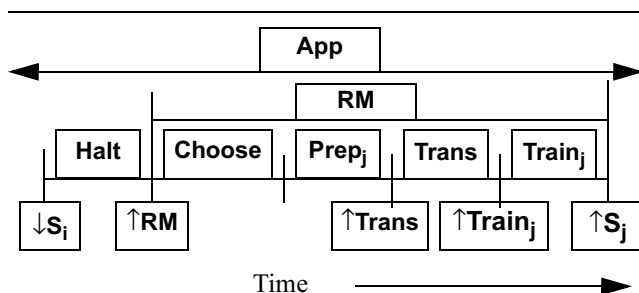 App
RM
Halt Choose Prepj Trans Trainj
↓Si ↑RM ↑Trans ↑Trainj ↑Sj
Time